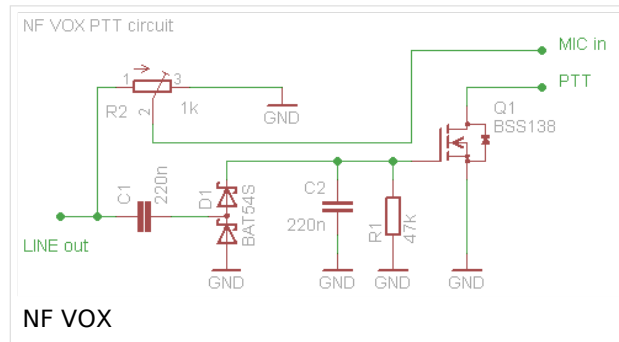 NF VOX PTT circuit
MIC in
PTT
1
3
R2
2
1k
GND
Q1
BSS138
C1
220n
D1
BAT54S
C2
220n
R1
47k
LINE out
GND
GND
GND
GND
NF VOX